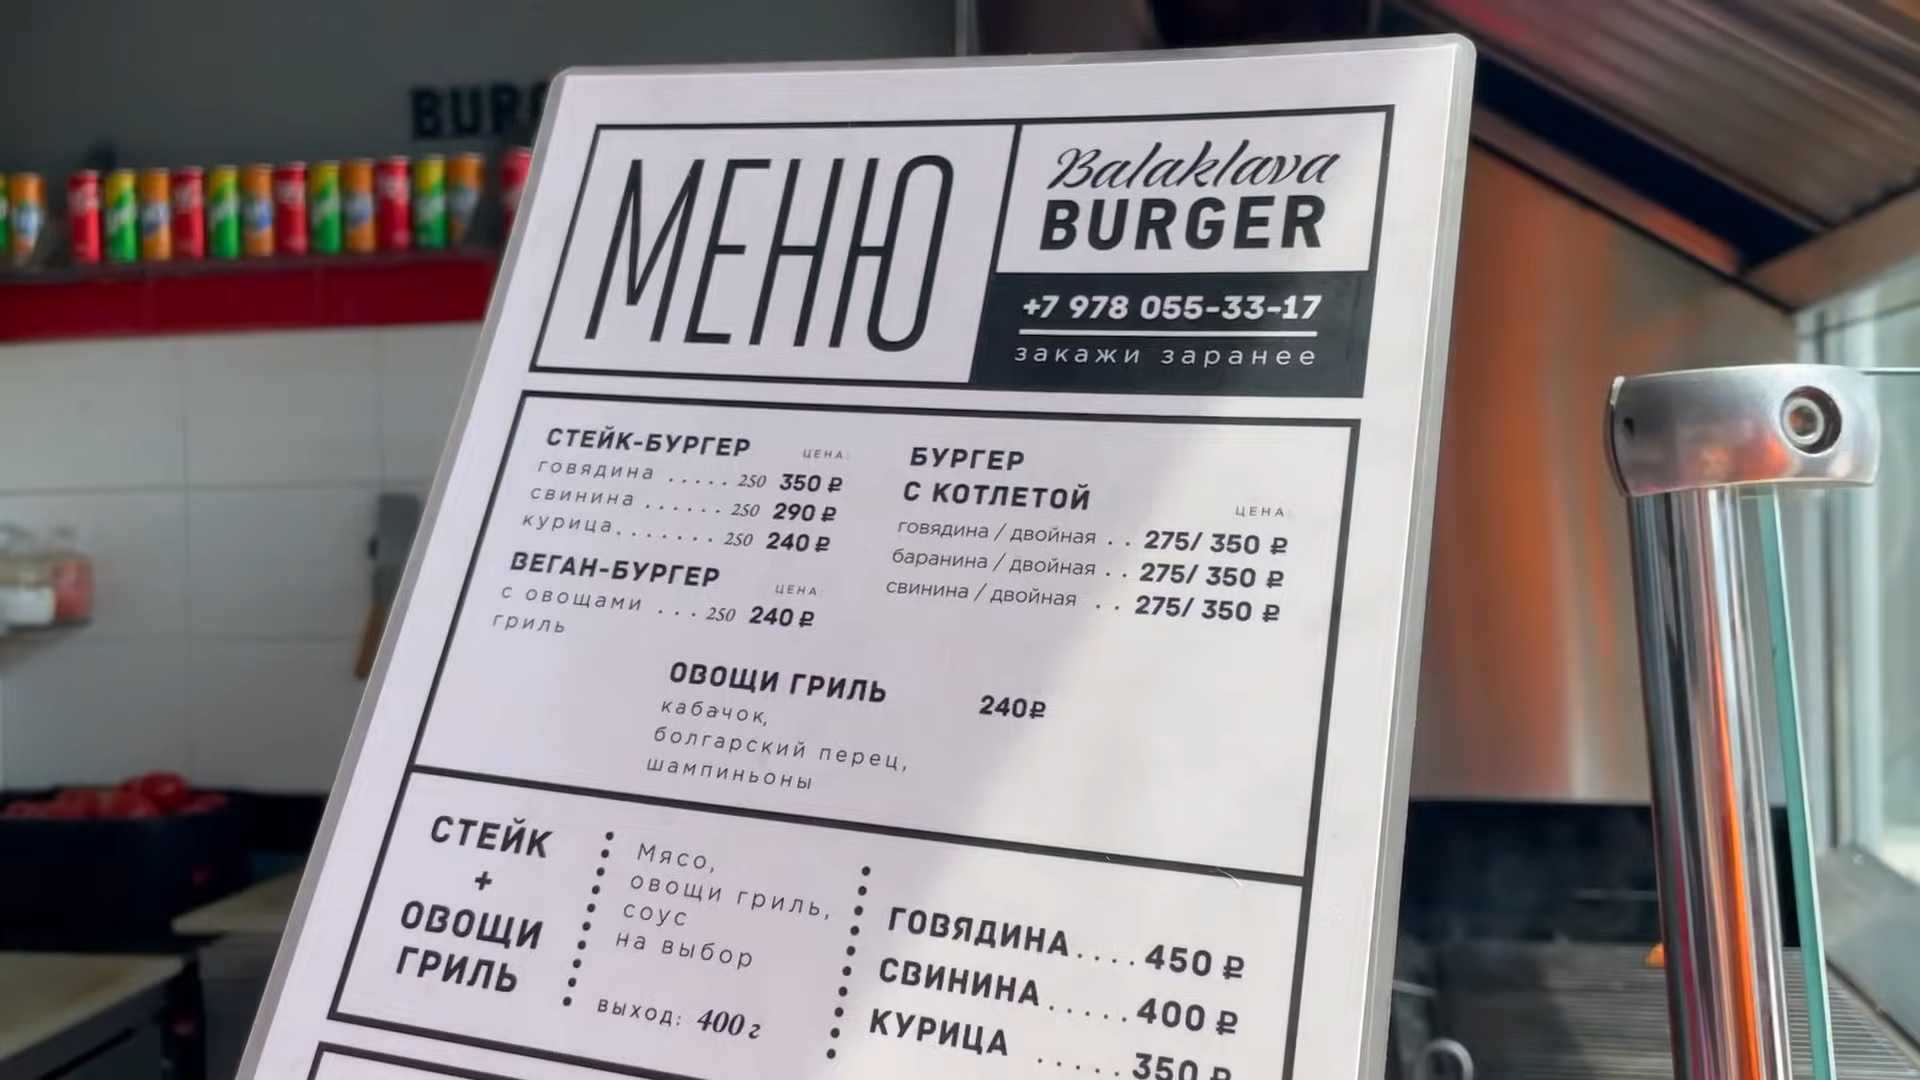 BURG
МЕНЮ
Balaklava
BURGER
+7 978 055-33-17
закажи заранее
СТЕЙК-БУРГЕР ЦЕНА:
говядина ..... 250 350 ₽
свинина ...... 250 290 ₽
курица....... 250 240 ₽
ВЕГАН-БУРГЕР ЦЕНА:
с овощами ... 250 240 ₽
гриль
БУРГЕР
С КОТЛЕТОЙ ЦЕНА:
говядина / двойная .. 275/ 350 ₽
баранина / двойная .. 275/ 350 ₽
свинина / двойная .. 275/ 350 ₽
ОВОЩИ ГРИЛЬ 240₽
кабачок,
болгарский перец,
шампиньоны
СТЕЙК
+
ОВОЩИ
ГРИЛЬ
Мясо,
овощи гриль,
соус
на выбор
выход: 400 г
ГОВЯДИНА.... 450 ₽
СВИНИНА..... 400 ₽
КУРИЦА ..... 350 ₽